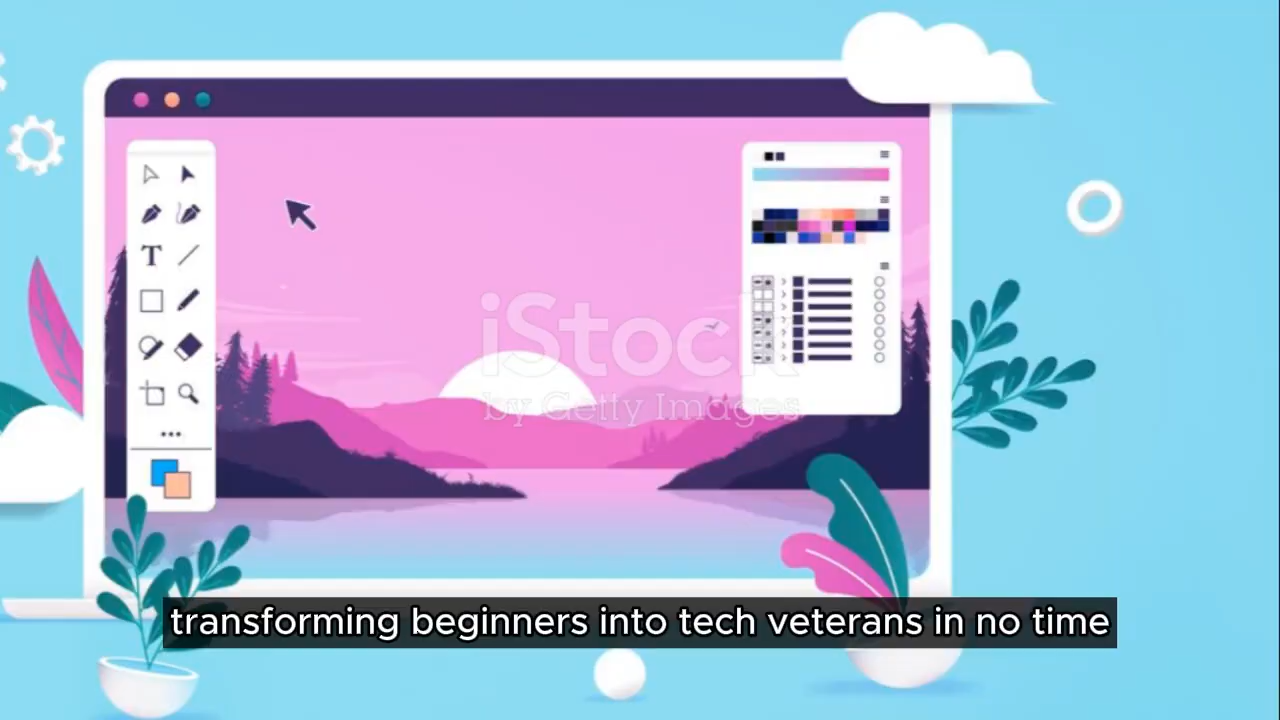 iStock
by Getty Images
transforming beginners into tech veterans in no time